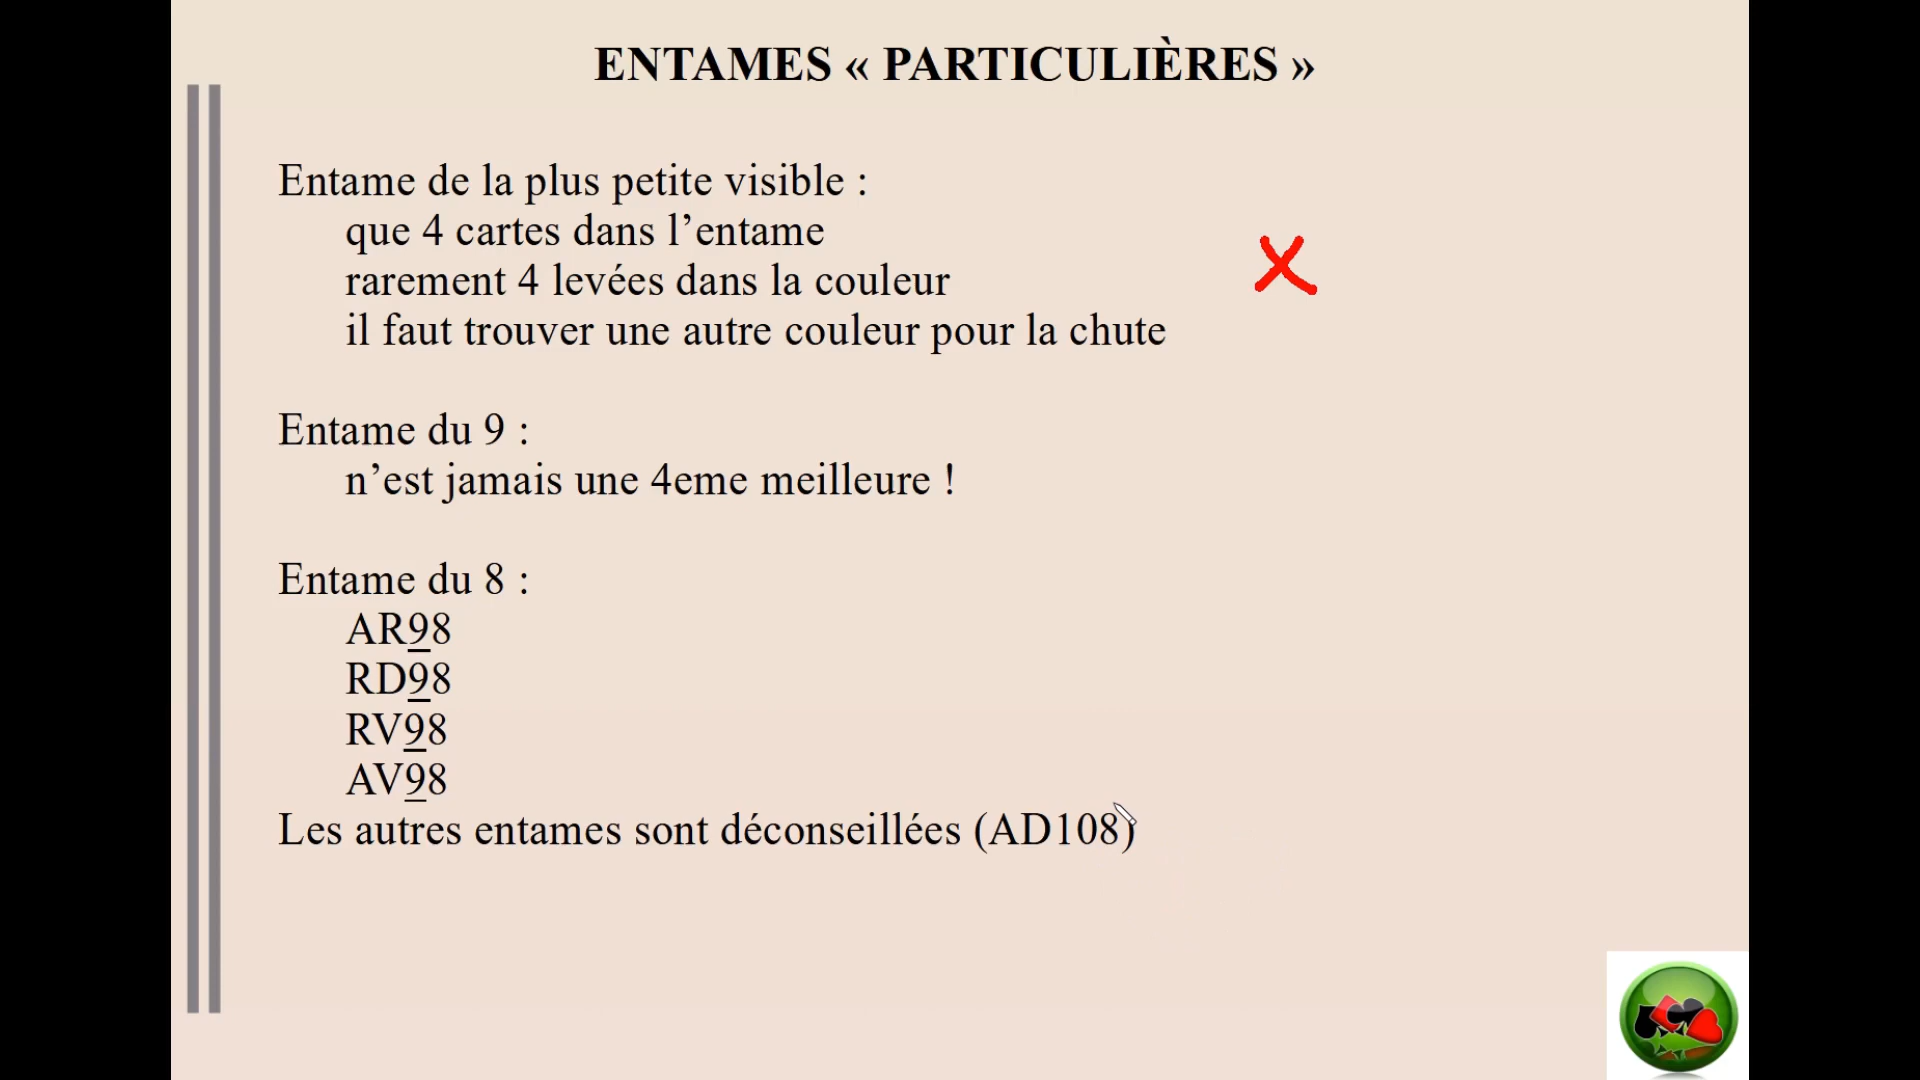 ENTAMES « PARTICULIÈRES »
Entame de la plus petite visible :
que 4 cartes dans l’entame
rarement 4 levées dans la couleur
il faut trouver une autre couleur pour la chute
Entame du 9 :
n’est jamais une 4eme meilleure !
Entame du 8 :
AR98
RD98
RV98
AV98
Les autres entames sont déconseillées (AD108)